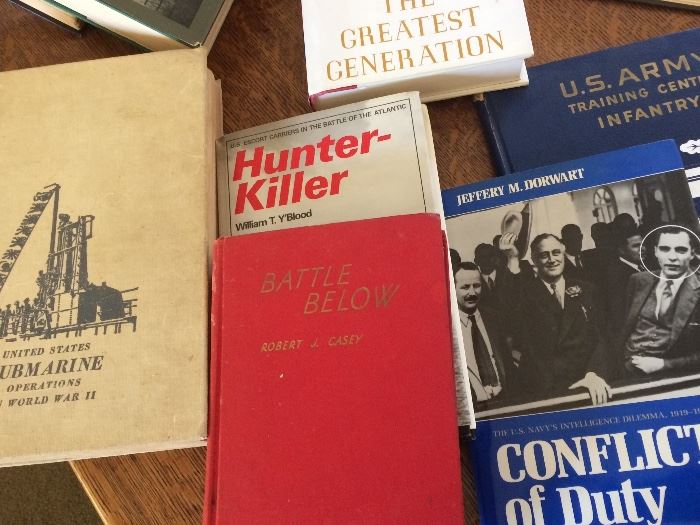 THE
GREATEST
GENERATION
U.S. ARMY
TRAINING CENT
INFANTRY
U.S. ESCORT CARRIERS IN THE BATTLE OF THE ATLANTIC
Hunter-
Killer
William T. Y'Blood
JEFFERY M. DORWART
BATTLE
BELOW
ROBERT J. CASEY
UNITED STATES
UBMARINE
OPERATIONS
N WORLD WAR II
THE U.S. NAVY'S INTELLIGENCE DILEMMA, 1919-1
CONFLICT
of Duty